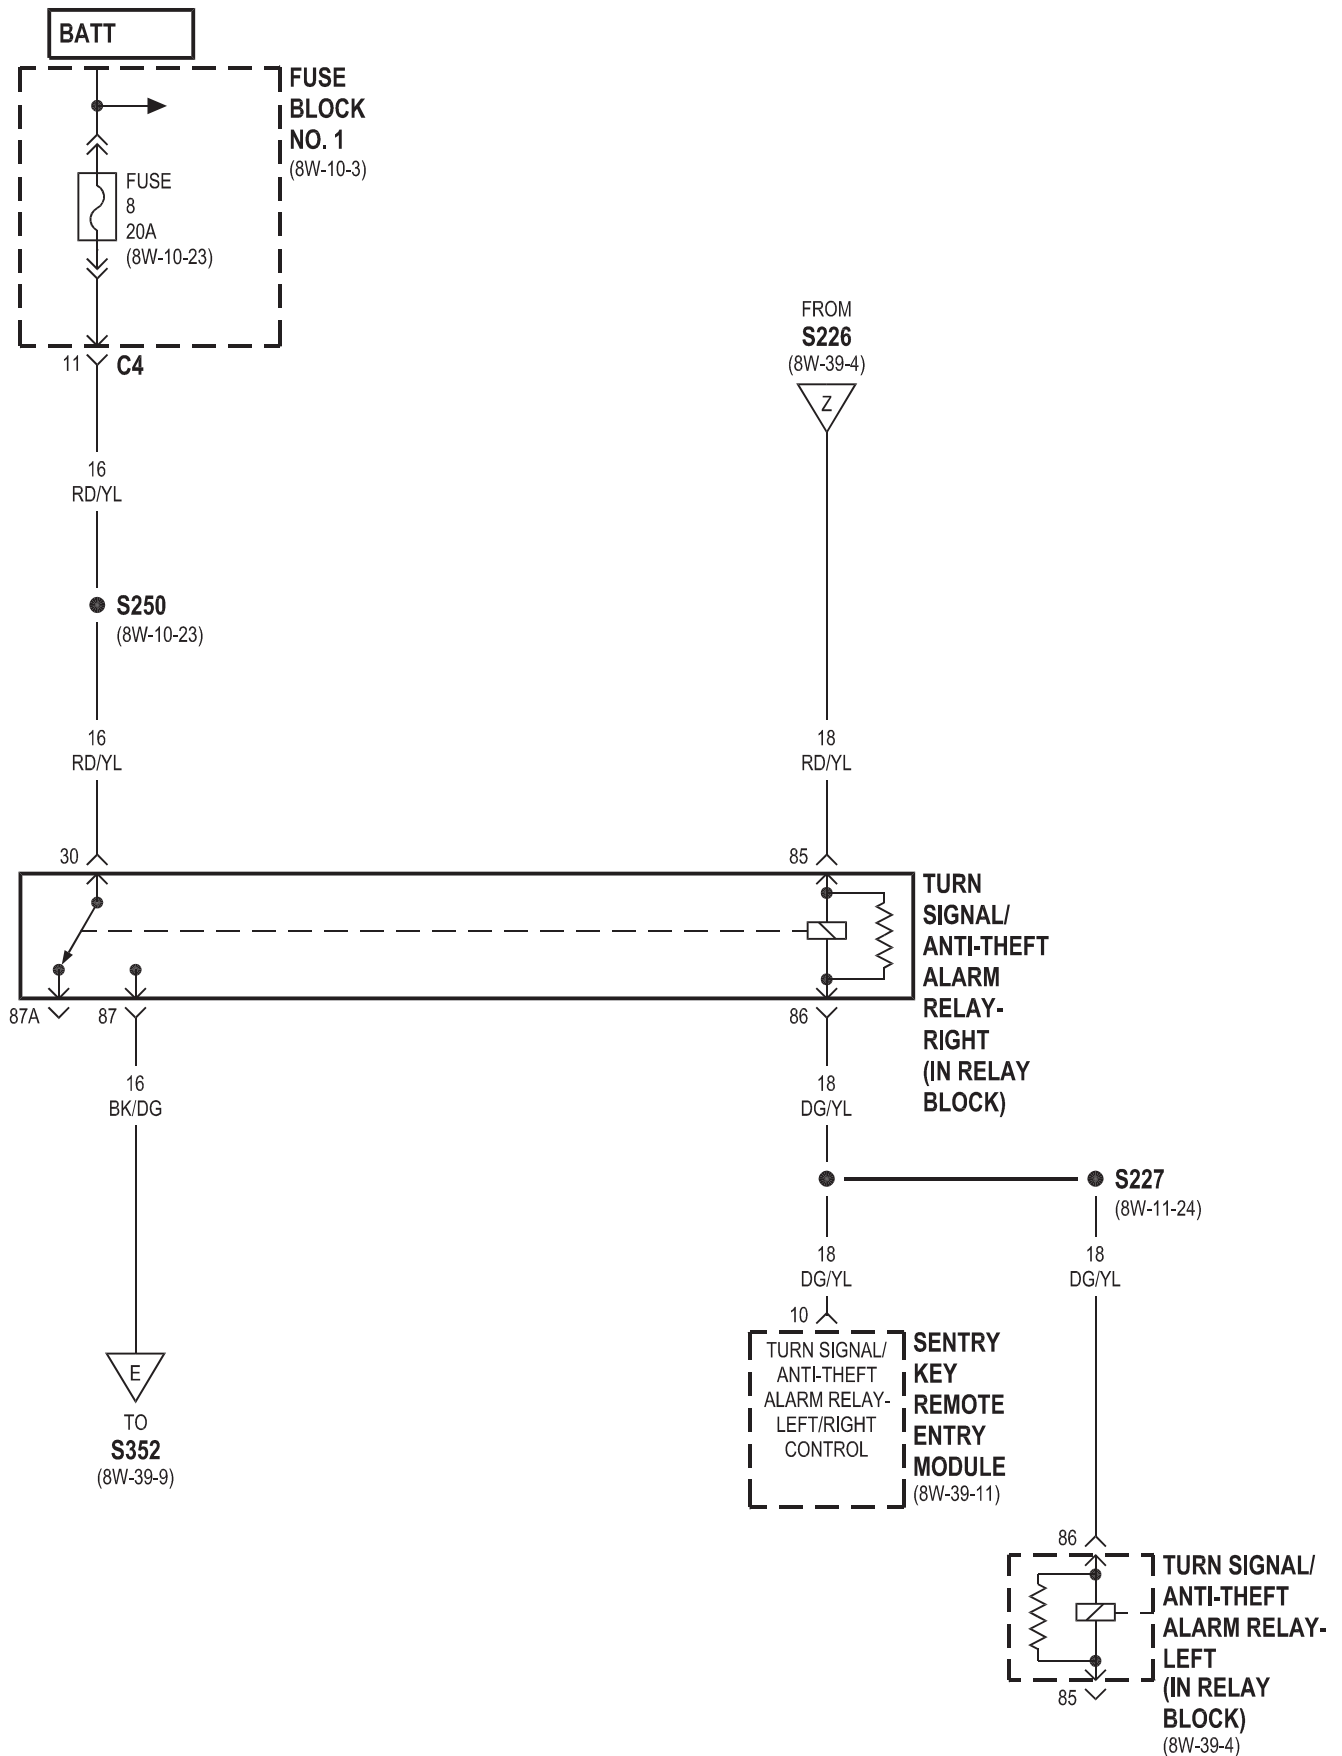 BATT
FUSE
BLOCK
NO. 1
(8W-10-3)
FUSE
8
20A
(8W-10-23)
11
C4
FROM
S226
(8W-39-4)
Z
16
RD/YL
S250
(8W-10-23)
16
RD/YL
18
RD/YL
30
85
TURN
SIGNAL/
ANTI-THEFT
ALARM
RELAY-
RIGHT
(IN RELAY
BLOCK)
87A
87
86
16
BK/DG
18
DG/YL
S227
(8W-11-24)
18
DG/YL
18
DG/YL
10
TURN SIGNAL/
ANTI-THEFT
ALARM RELAY-
LEFT/RIGHT
CONTROL
SENTRY
KEY
REMOTE
ENTRY
MODULE
(8W-39-11)
E
TO
S352
(8W-39-9)
86
TURN SIGNAL/
ANTI-THEFT
ALARM RELAY-
LEFT
(IN RELAY
BLOCK)
(8W-39-4)
85